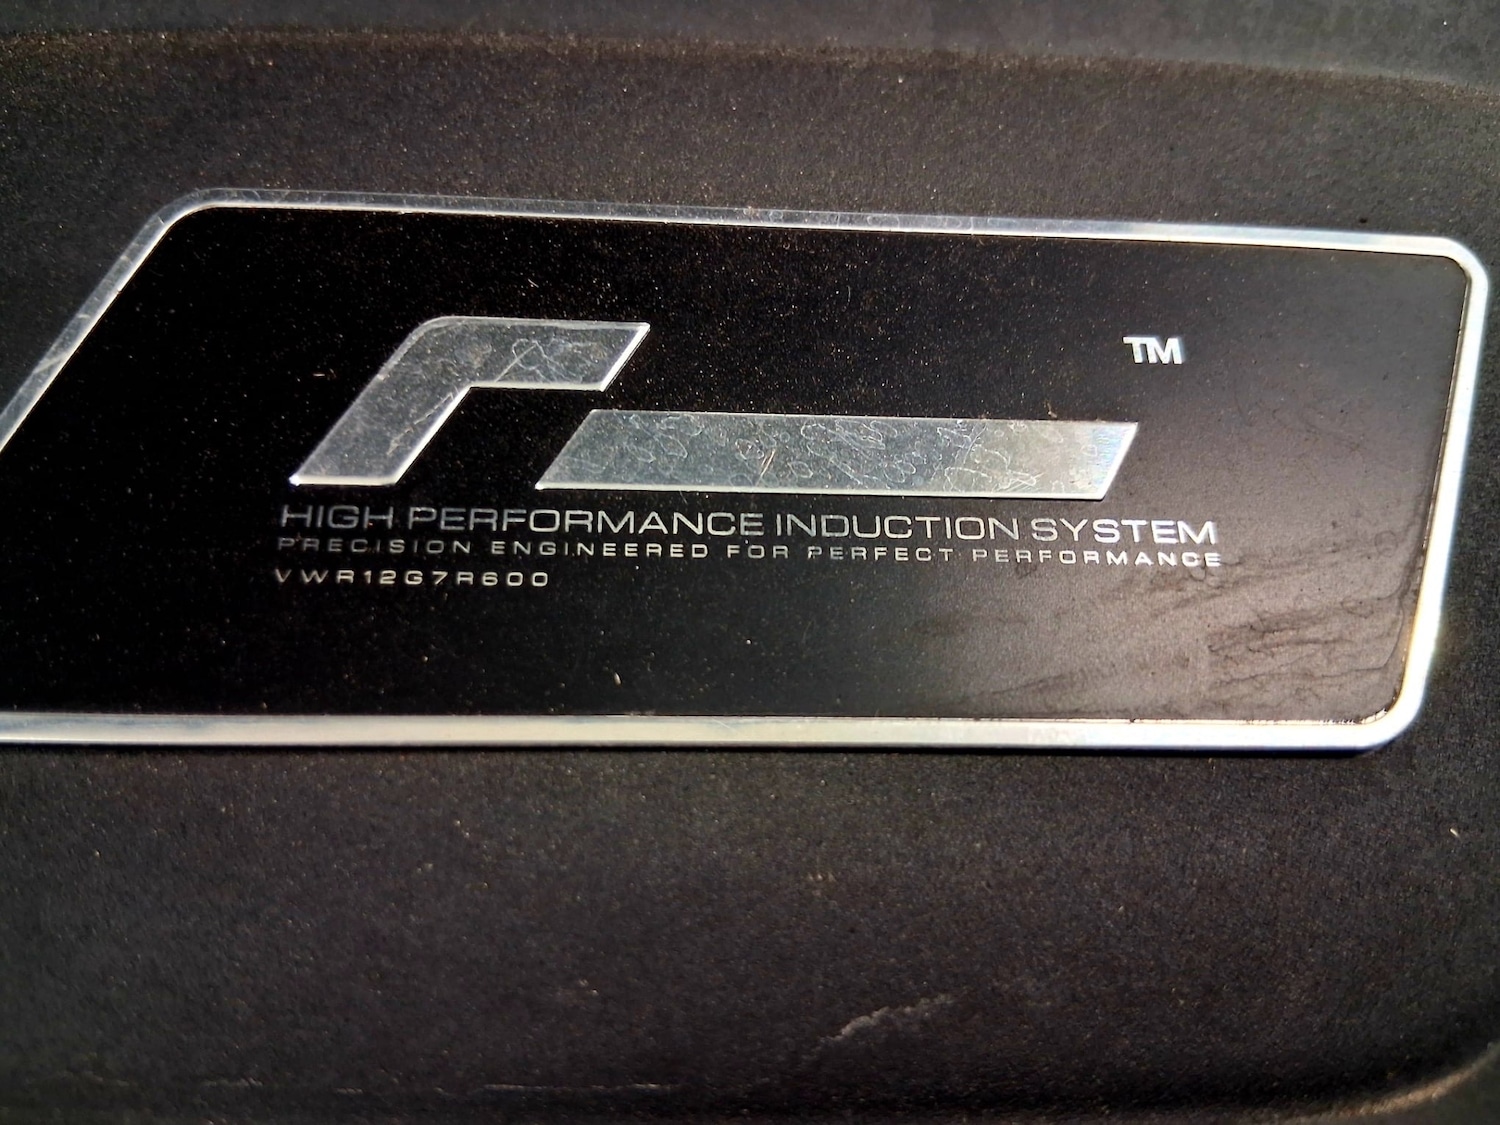 TM
HIGH PERFORMANCE INDUCTION SYSTEM
PRECISION ENGINEERED FOR PERFECT PERFORMANCE
VWR12G7R600